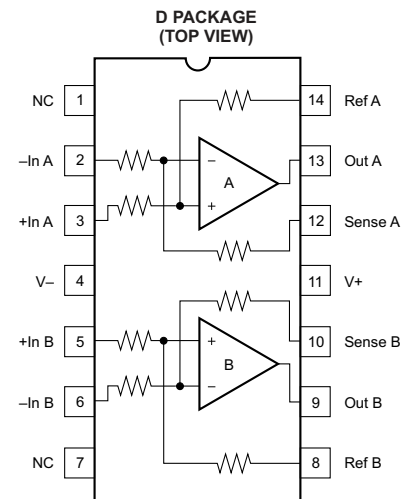 D PACKAGE
(TOP VIEW)
NC 1
14 Ref A
–In A 2
13 Out A
– A +
+In A 3
12 Sense A
V– 4
11 V+
+In B 5
10 Sense B
+ B –
–In B 6
9 Out B
NC 7
8 Ref B